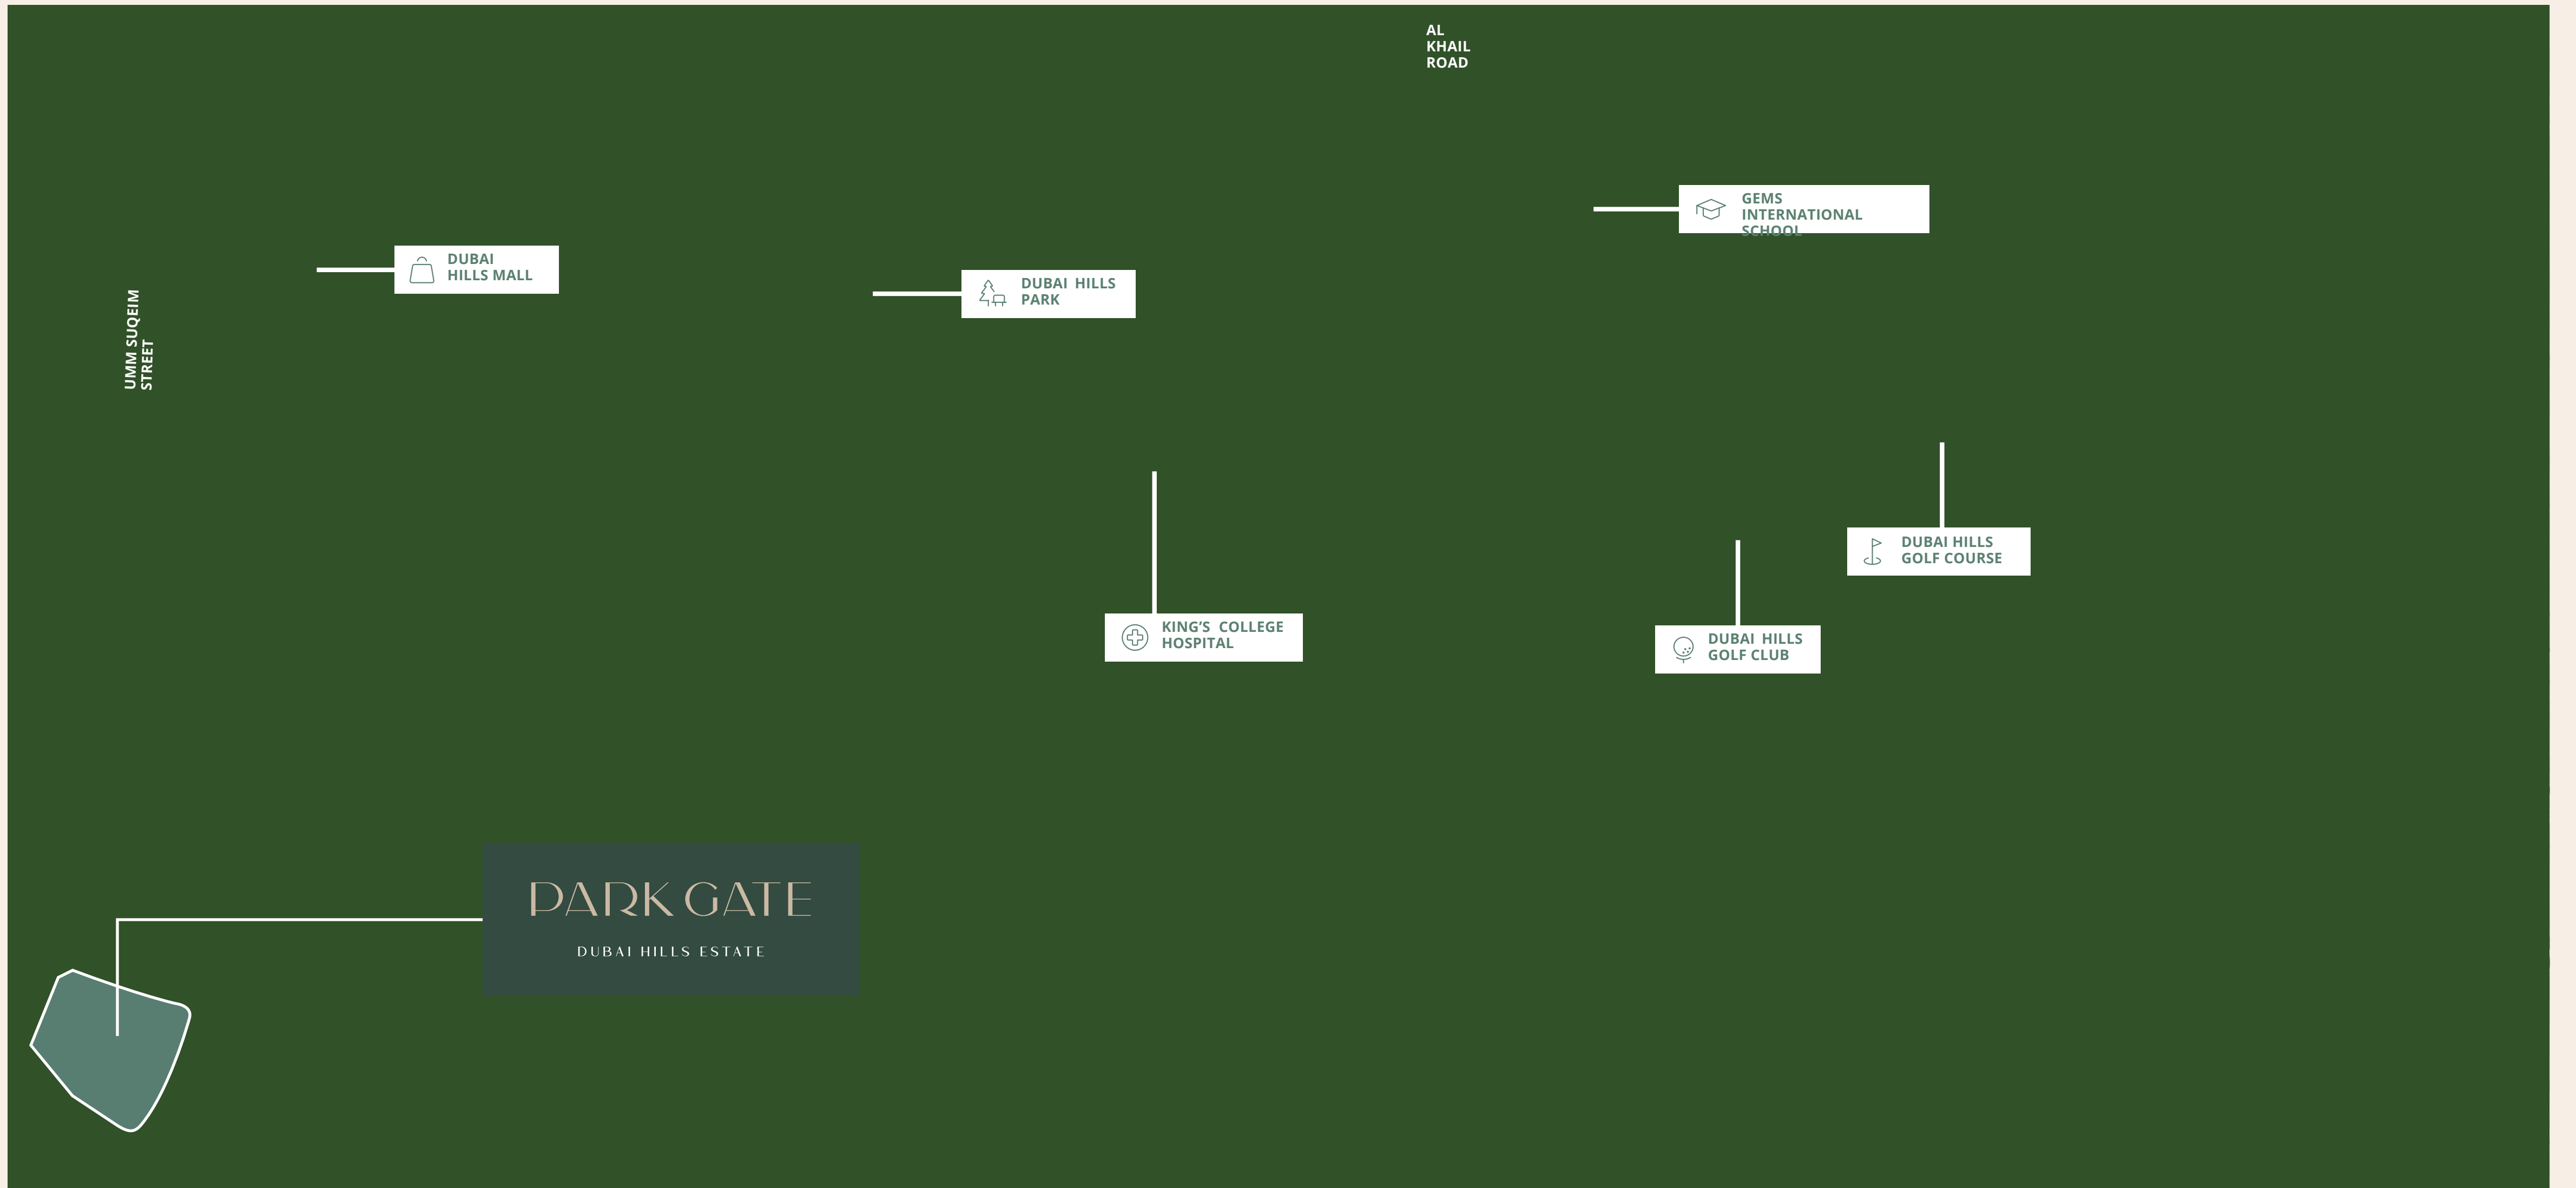 AL
KHAIL
ROAD
GEMS
INTERNATIONAL
SCHOOL
DUBAI
HILLS MALL
DUBAI HILLS
PARK
UMM SUQEIM
STREET
DUBAI HILLS
GOLF COURSE
KING’S COLLEGE
HOSPITAL
DUBAI HILLS
GOLF CLUB
PARK GATE
DUBAI HILLS ESTATE